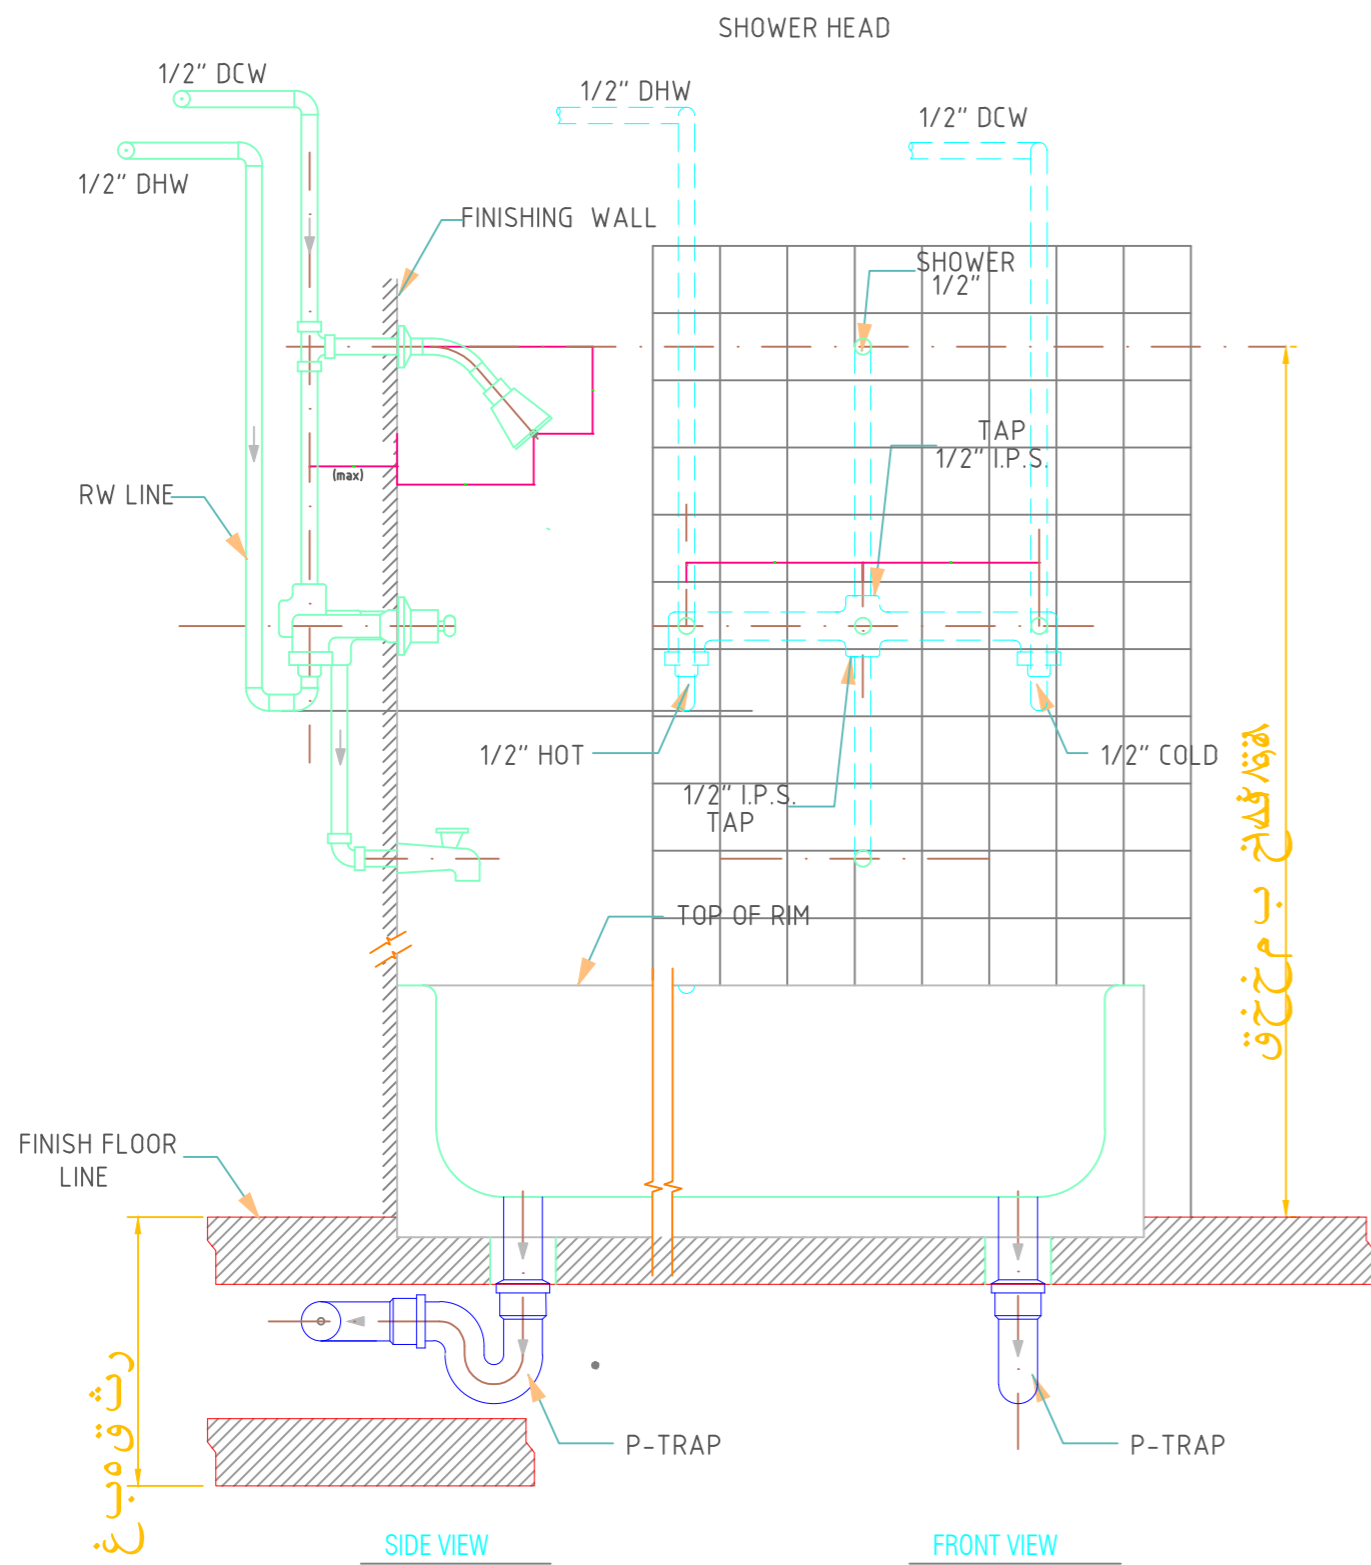 SHOWER HEAD
1/2" DCW
1/2" DHW
1/2" DHW
1/2" DCW
FINISHING WALL
SHOWER
1/2"
TAP
1/2" I.P.S.
(max)
RW LINE
1/2" HOT
1/2" COLD
1/2" I.P.S.
TAP
TOP OF RIM
FINISH FLOOR
LINE
P-TRAP
P-TRAP
SIDE VIEW
FRONT VIEW